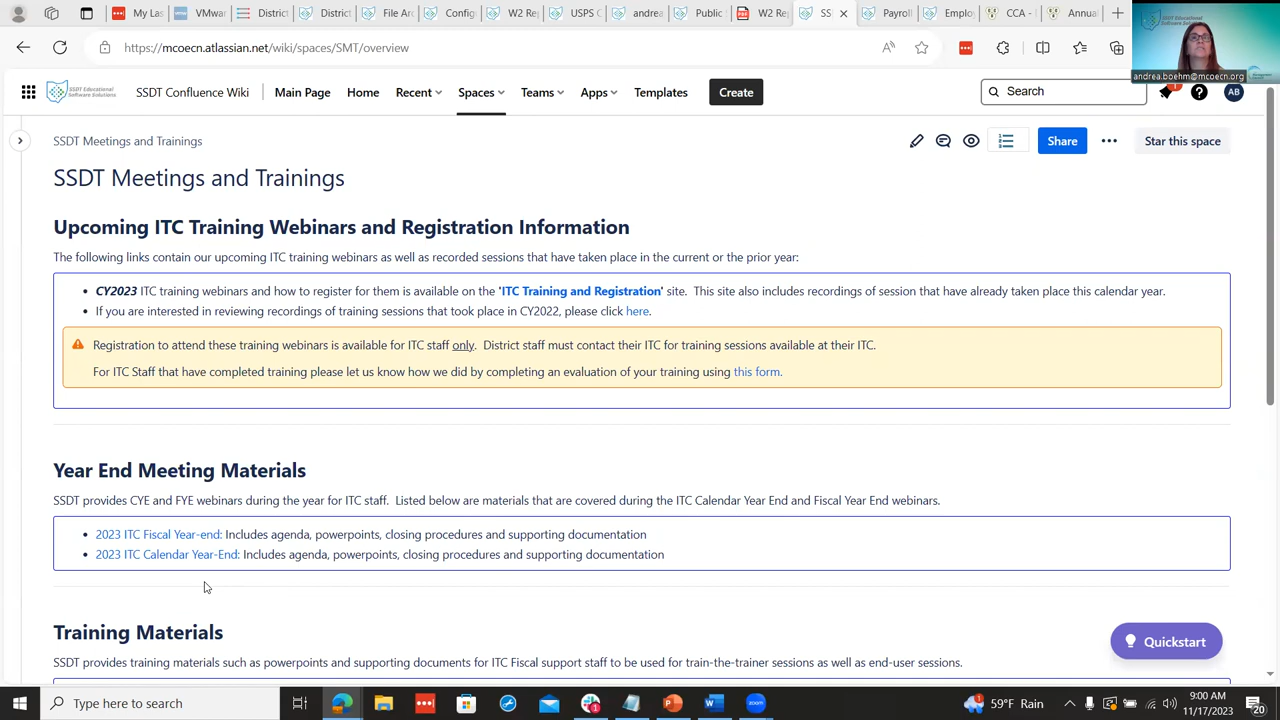 My Las
VMwar
District
District
File Arc
Config
W2 Re
USPS C
andrea
Public
W2 Rep
SS
Payroll
Emplo
CCA -
Annua
https://mcoecn.atlassian.net/wiki/spaces/SMT/overview
andrea.boehm@mcoecn.org
SSDT Confluence Wiki
Main Page
Home
Recent
Spaces
Teams
Apps
Templates
Create
Search
AB
SSDT Meetings and Trainings
Share
Star this space
SSDT Meetings and Trainings
Upcoming ITC Training Webinars and Registration Information
The following links contain our upcoming ITC training webinars as well as recorded sessions that have taken place in the current or the prior year:
CY2023 ITC training webinars and how to register for them is available on the 'ITC Training and Registration' site. This site also includes recordings of session that have already taken place this calendar year.
If you are interested in reviewing recordings of training sessions that took place in CY2022, please click here.
Registration to attend these training webinars is available for ITC staff only. District staff must contact their ITC for training sessions available at their ITC.
For ITC Staff that have completed training please let us know how we did by completing an evaluation of your training using this form.
Year End Meeting Materials
SSDT provides CYE and FYE webinars during the year for ITC staff. Listed below are materials that are covered during the ITC Calendar Year End and Fiscal Year End webinars.
2023 ITC Fiscal Year-end: Includes agenda, powerpoints, closing procedures and supporting documentation
2023 ITC Calendar Year-End: Includes agenda, powerpoints, closing procedures and supporting documentation
Training Materials
Quickstart
SSDT provides training materials such as powerpoints and supporting documents for ITC Fiscal support staff to be used for train-the-trainer sessions as well as end-user sessions.
Type here to search
zoom
59°F Rain
9:00 AM
11/17/2023
20